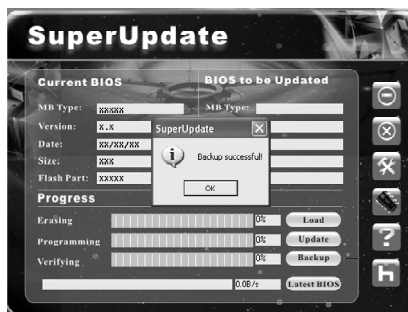 SuperUpdate
Current BIOS
BIOS to be Updated
MB Type: xxxxx
MB Type:
Version: x.x
Date: xx/xx/xx
Size: xxx
Flash Part: xxxxx
SuperUpdate
Backup successful!
OK
Progress
Erasing 0% Load
Programming 0% Update
Verifying 0% Backup
0.0B/s Latest BIOS